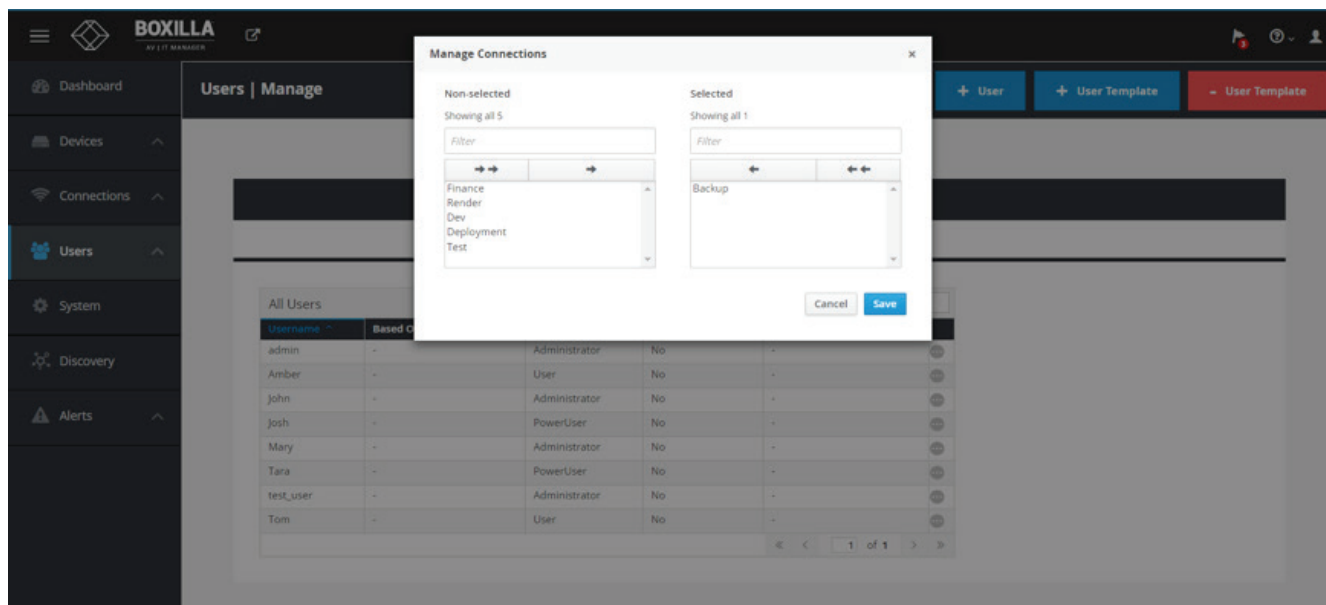 BOXILLA
AV | IT MANAGER
3
Dashboard
Devices
Connections
Users
System
Discovery
Alerts
Users | Manage
+ User
+ User Template
- User Template
Manage Connections
×
Non-selected
Showing all 5
Filter
Finance
Render
Dev
Deployment
Test
Selected
Showing all 1
Filter
Backup
Cancel
Save
All Users
Username Based O
admin - Administrator No -
Amber - User No -
John - Administrator No -
Josh - PowerUser No -
Mary - Administrator No -
Tara - PowerUser No -
test_user - Administrator No -
Tom - User No -
1 of 1